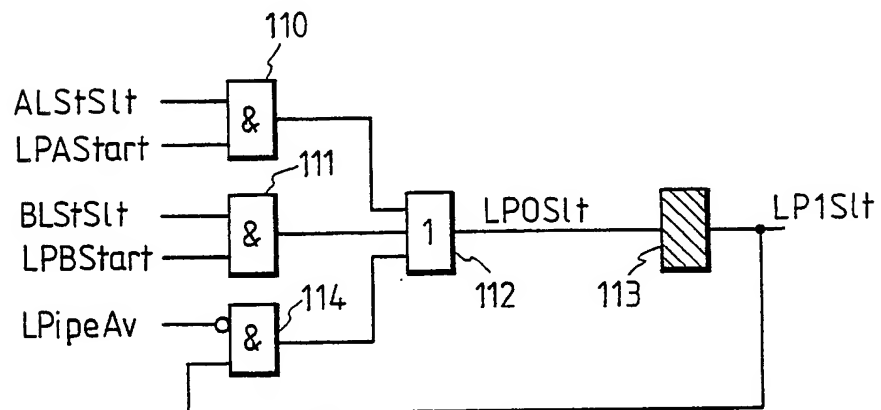 110
ALStSlt
&
LPAStart
111
BLStSlt
&
LPBStart
1
LP0Slt
LP1Slt
112
113
114
LPipeAv
&